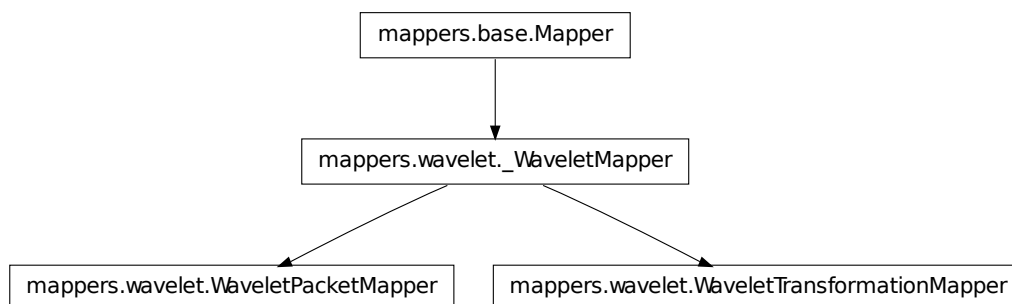 mappers.base.Mapper
mappers.wavelet._WaveletMapper
mappers.wavelet.WaveletPacketMapper
mappers.wavelet.WaveletTransformationMapper